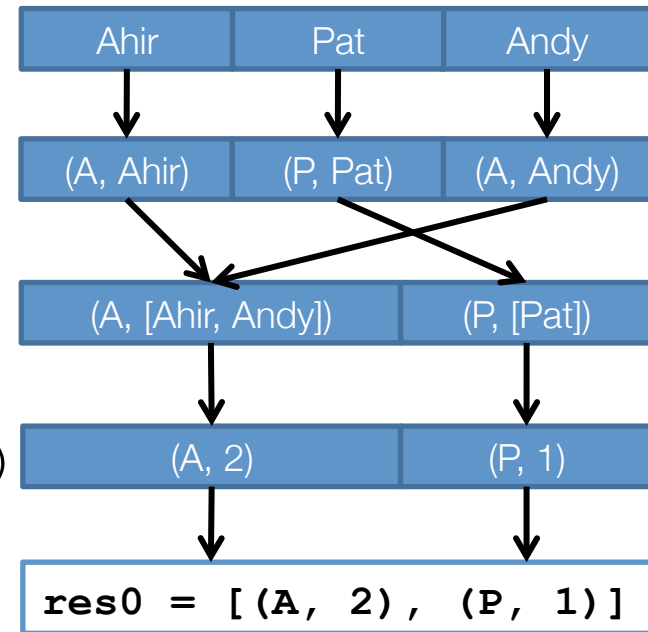 Ahir Pat Andy
(A, Ahir) (P, Pat) (A, Andy)
(A, [Ahir, Andy]) (P, [Pat])
) (A, 2) (P, 1)
res0 = [(A, 2), (P, 1)]